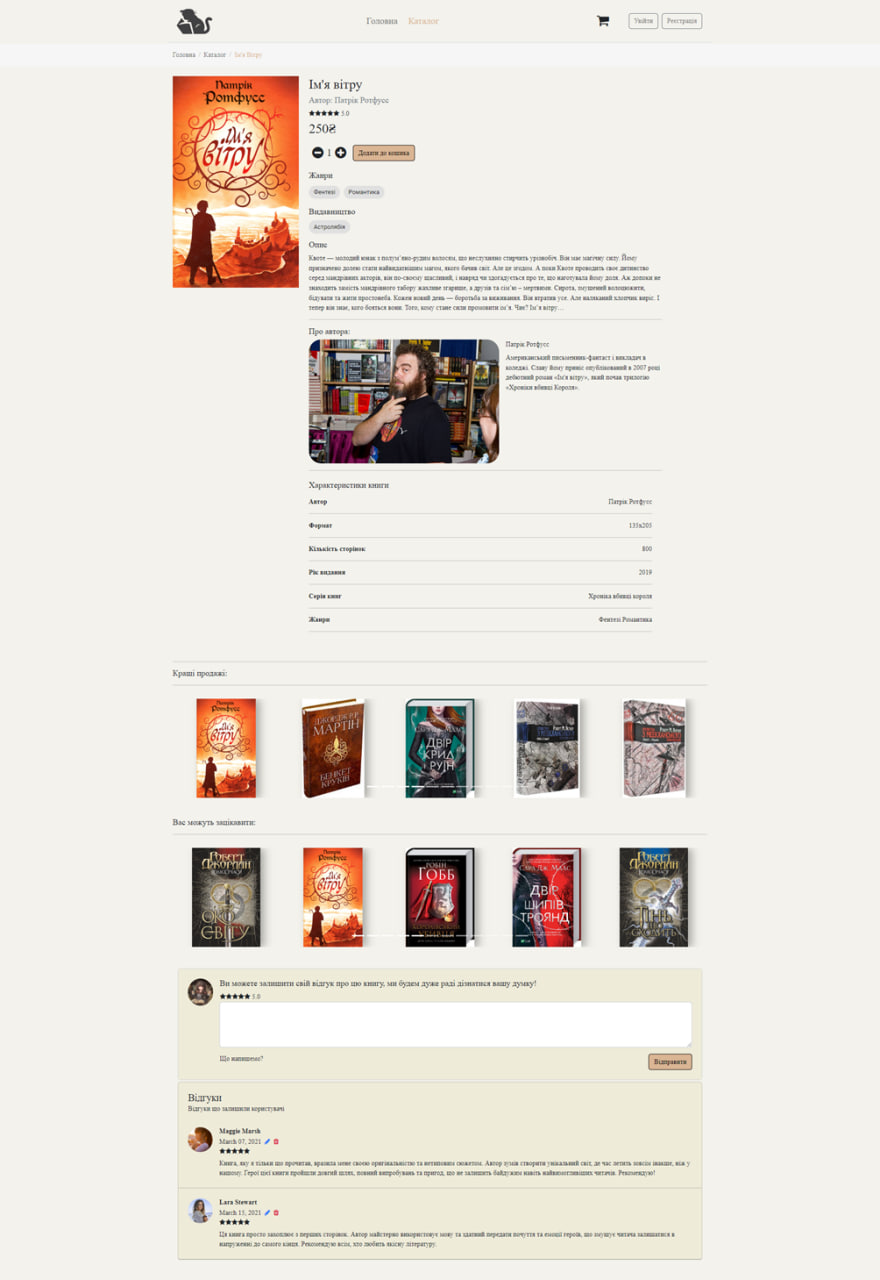 Головна Каталог
Увійти Реєстрація
Головна / Каталог / Ім'я Вітру
Патрік
Ротфусс
Ім'я
вітру
Ім'я вітру
Автор: Патрік Ротфусс
5.0
250₴
1 Додати до кошика
Жанри
Фентезі Романтика
Видавництво
Астролябія
Опис
Квоте — молодий юнак з полум'яно-рудим волоссям, що неслухняно стирчить урізнобіч. Він має магічну силу. Йому
призначено долею стати найвидатнішим магом, якого бачив світ. Але це згодом. А поки Квоте проводить своє дитинство
серед мандрівних акторів, він по-своєму щасливий, і навряд чи здогадується про те, що наготувала йому доля. Аж допоки не
знаходить замість мандрівного табору жахливе згарище, а друзів та сім'ю – мертвими. Сирота, змушений волоцюжити,
бідувати та жити простолюба. Кожен новий день — боротьба за виживання. Він втратив усе. Але наляканий хлопчик виріс. І
тепер він знає, кого бояться вони. Того, кому стане сили промовити ім'я. Чиє? Ім'я вітру…
Про автора:
Патрік Ротфусс
Американський письменник-фантаст і викладач в
коледжі. Славу йому приніс опублікований в 2007 році
дебютний роман «Ім'я вітру», який почав трилогію
«Хроніки вбивці Короля».
Характеристики книги
Автор Патрік Ротфусс
Формат 135x205
Кількість сторінок 800
Рік видання 2019
Серія книг Хроніка вбивці короля
Жанри Фентезі Романтика
Кращі продажі:
Патрік
Ротфусс
Ім'я
вітру
Джордж Р.Р.
Мартін
Бенкет
круків
Сара Дж. Маас
Двір
крил
і руїн
Вас можуть зацікавити:
Роберт
Джордан
Око
світу
Патрік
Ротфусс
Ім'я
вітру
Робін
Гобб
Сара Дж. Маас
Двір
шипів
і троянд
Роберт
Джордан
Тінь
Ви можете залишити свій відгук про цю книгу, ми будем дуже раді дізнатися вашу думку!
5.0
Що напишемо? Відправити
Відгуки
Відгуки що залишили користувачі
Maggie Marsh
March 07, 2021
Книга, яку я тільки що прочитав, вразила мене своєю оригінальністю та нетиповим сюжетом. Автор зумів створити унікальний світ, де час летить зовсім інакше, ніж у
нашому. Герої цієї книги пройшли довгий шлях, повний випробувань та пригод, що не залишить байдужим навіть найвимогливіших читачів. Рекомендую!
Lara Stewart
March 15, 2021
Ця книга просто захоплює з перших сторінок. Автор майстерно використовує мову та здатний передати почуття та емоції героїв, що змушує читача залишатися в
напруженні до самого кінця. Рекомендую всім, хто любить якісну літературу.